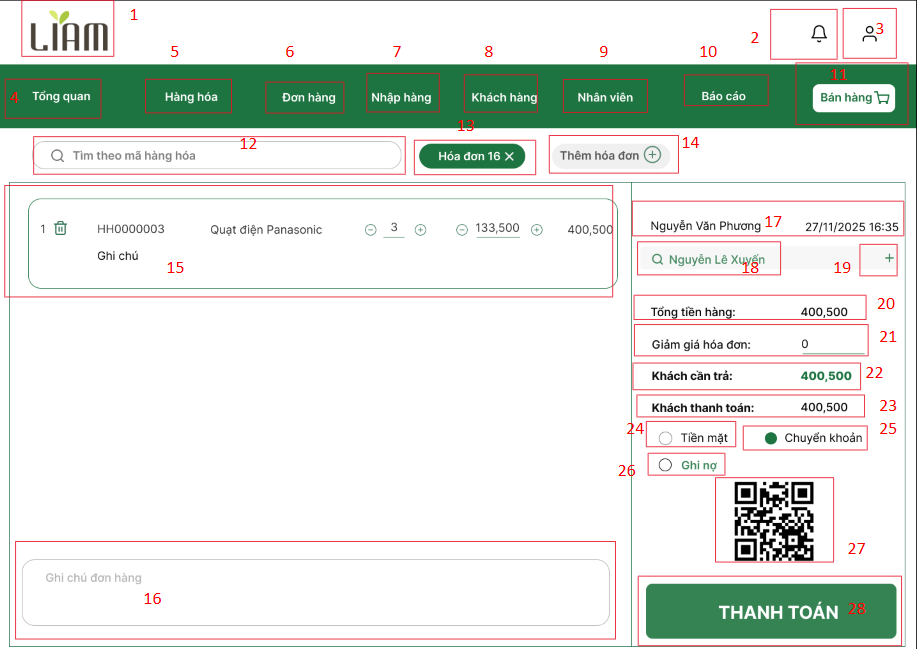 LIAM 1
2
3
4 Tổng quan
5 Hàng hóa
6 Đơn hàng
7 Nhập hàng
8 Khách hàng
9 Nhân viên
10 Báo cáo
11 Bán hàng
Tìm theo mã hàng hóa 12
13 Hóa đơn 16 ×
Thêm hóa đơn + 14
1 HH0000003 Quạt điện Panasonic 3 133,500 400,500
Ghi chú 15
Ghi chú đơn hàng
16
Nguyễn Văn Phương 17 27/11/2025 16:35
Nguyễn Lê Xuyến 18 19 +
Tổng tiền hàng: 400,500 20
Giảm giá hóa đơn: 0 21
Khách cần trả: 400,500 22
Khách thanh toán: 400,500 23
24 Tiền mặt Chuyển khoản 25
26 Ghi nợ
27
THANH TOÁN 28